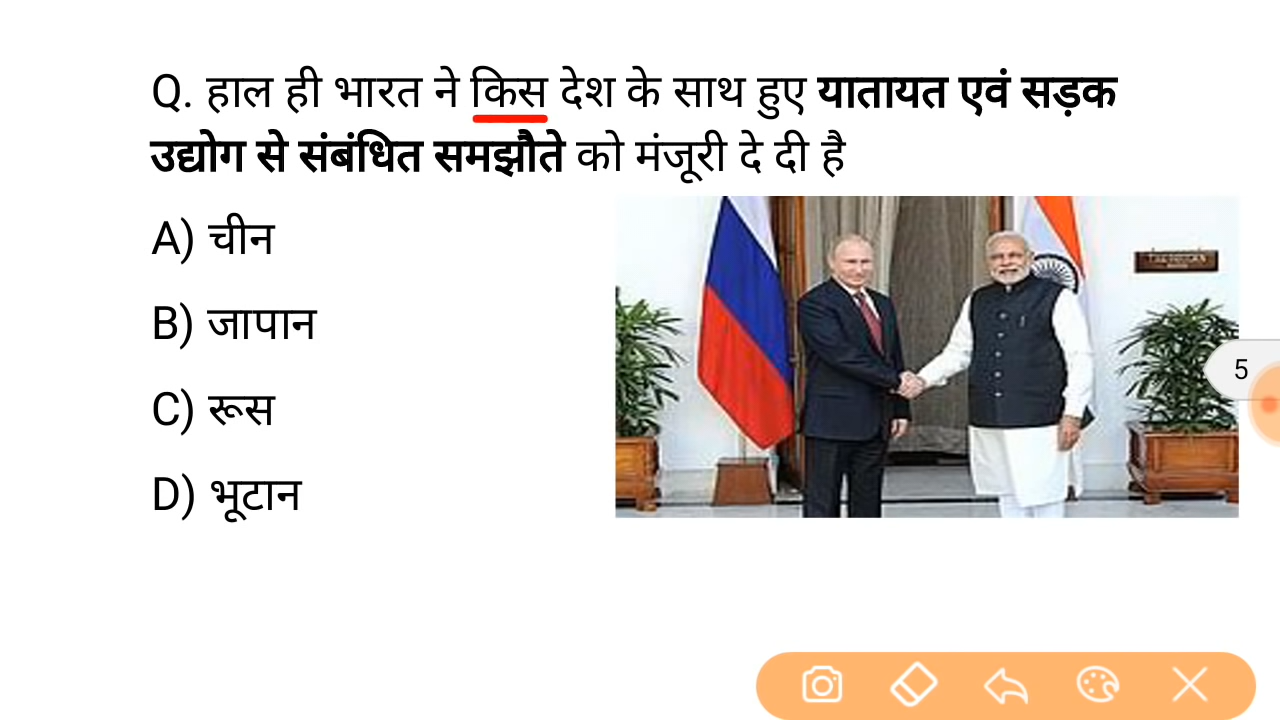 Q. हाल ही भारत ने किस देश के साथ हुए यातायत एवं सड़क
उद्योग से संबंधित समझौते को मंजूरी दे दी है
A) चीन
B) जापान
C) रूस
D) भूटान
5